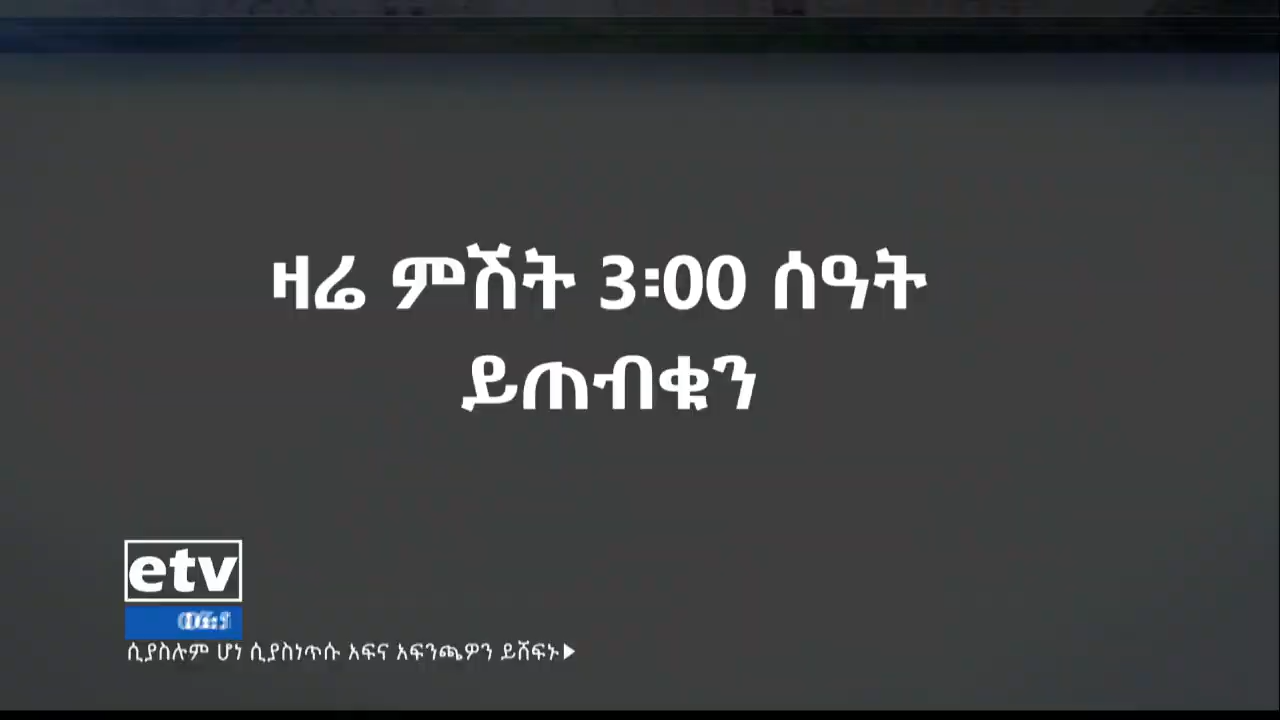 ዛሬ ምሽት 3፡00 ሰዓት
ይጠብቁን
etv
ሲያስሉም ሆነ ሲያስነጥሱ አፍና አፍንጫዎን ይሸፍኑ